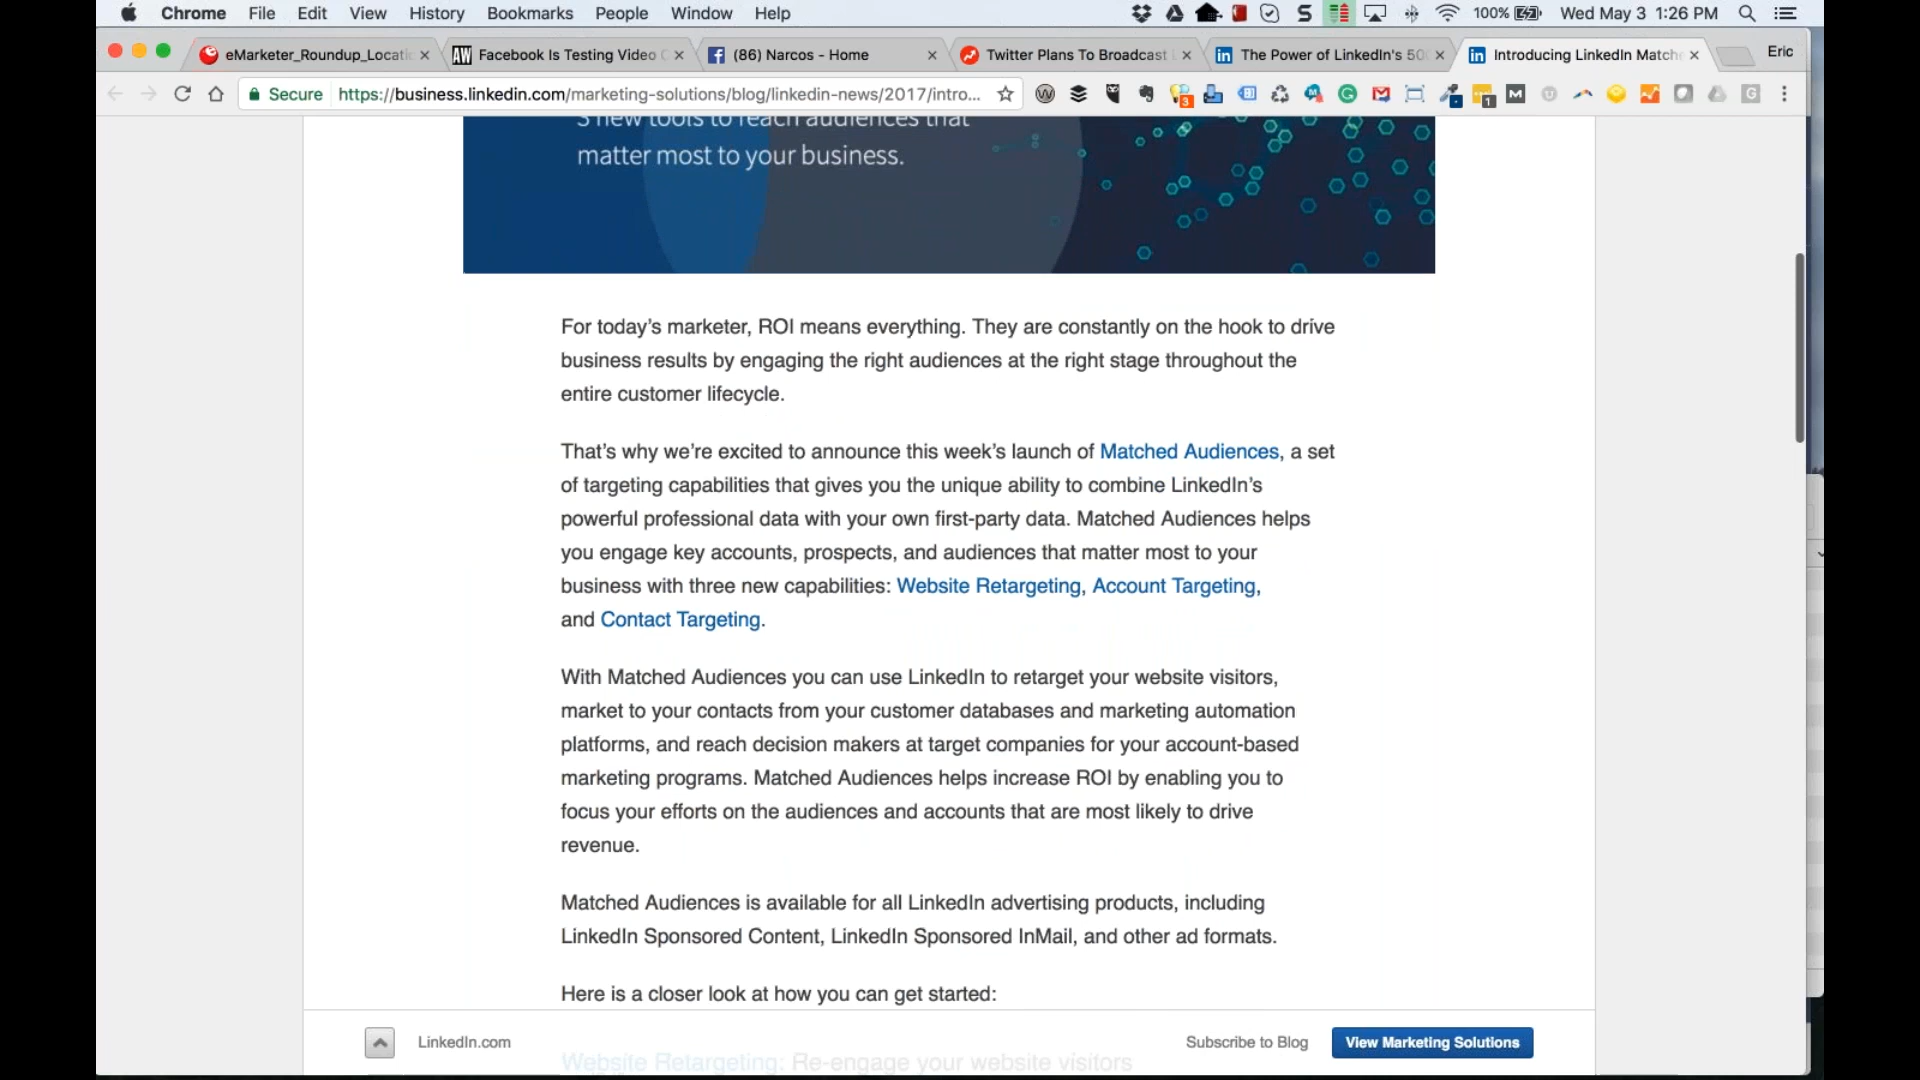 Chrome File Edit View History Bookmarks People Window Help
100% Wed May 3 1:26 PM
eMarketer_Roundup_Locati
Facebook Is Testing Video
(86) Narcos - Home
Twitter Plans To Broadcast
The Power of LinkedIn's 50
Introducing LinkedIn Match
Eric
Secure https://business.linkedin.com/marketing-solutions/blog/linkedin-news/2017/intro...
3 new tools to reach audiences that
matter most to your business.
For today’s marketer, ROI means everything. They are constantly on the hook to drive
business results by engaging the right audiences at the right stage throughout the
entire customer lifecycle.
That’s why we’re excited to announce this week’s launch of Matched Audiences, a set
of targeting capabilities that gives you the unique ability to combine LinkedIn’s
powerful professional data with your own first-party data. Matched Audiences helps
you engage key accounts, prospects, and audiences that matter most to your
business with three new capabilities: Website Retargeting, Account Targeting,
and Contact Targeting.
With Matched Audiences you can use LinkedIn to retarget your website visitors,
market to your contacts from your customer databases and marketing automation
platforms, and reach decision makers at target companies for your account-based
marketing programs. Matched Audiences helps increase ROI by enabling you to
focus your efforts on the audiences and accounts that are most likely to drive
revenue.
Matched Audiences is available for all LinkedIn advertising products, including
LinkedIn Sponsored Content, LinkedIn Sponsored InMail, and other ad formats.
Here is a closer look at how you can get started:
LinkedIn.com
Subscribe to Blog
View Marketing Solutions
Website Retargeting: Re-engage your website visitors